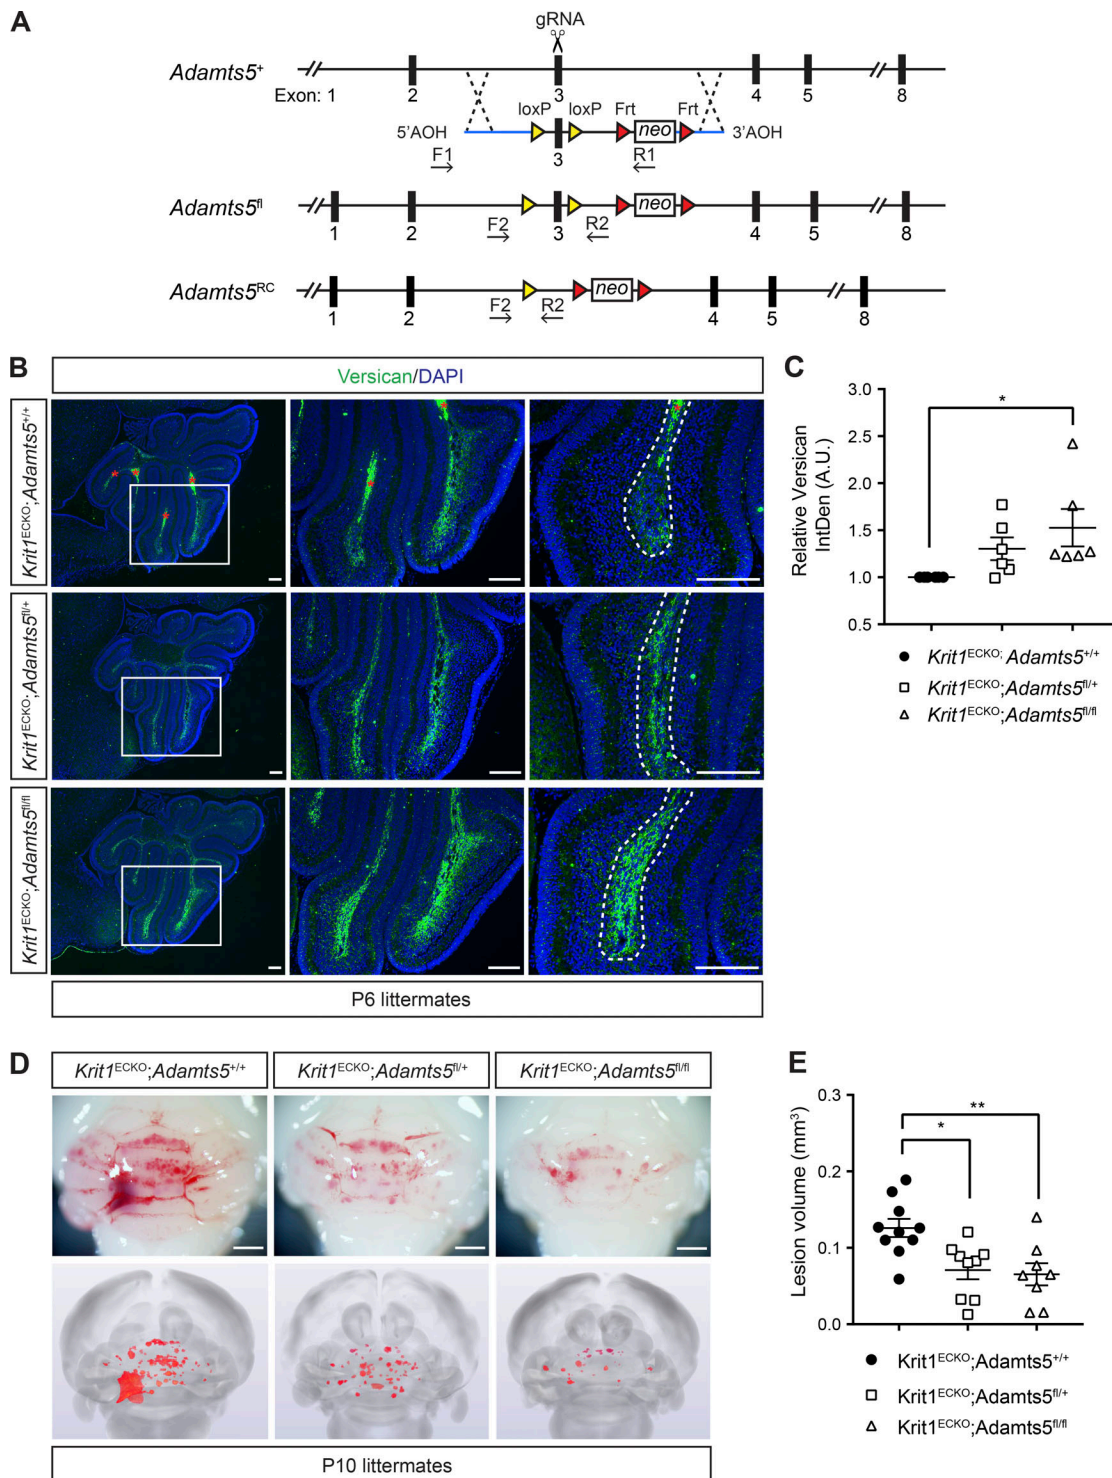 A
gRNA
Adamts5+
Exon: 1 2 3 4 5 8
loxP loxP Frt Frt
5'AOH neo 3'AOH
3
F1 R1
Adamts5fl
neo
F2 R2
1 2 3 4 5 8
Adamts5RC
neo
F2 R2
1 2 4 5 8
B
Versican/DAPI
Krit1ECKO;Adamts5+/+
Krit1ECKO;Adamts5fl/+
Krit1ECKO;Adamts5fl/fl
P6 littermates
C
Relative Versican
IntDen (A.U.)
3.0
2.5
2.0
1.5
1.0
0.5
*
Krit1ECKO;Adamts5+/+
Krit1ECKO;Adamts5fl/+
Krit1ECKO;Adamts5fl/fl
D
Krit1ECKO;Adamts5+/+
Krit1ECKO;Adamts5fl/+
Krit1ECKO;Adamts5fl/fl
P10 littermates
E
Lesion volume (mm3)
0.3
0.2
0.1
0.0
**
*
Krit1ECKO;Adamts5+/+
Krit1ECKO;Adamts5fl/+
Krit1ECKO;Adamts5fl/fl